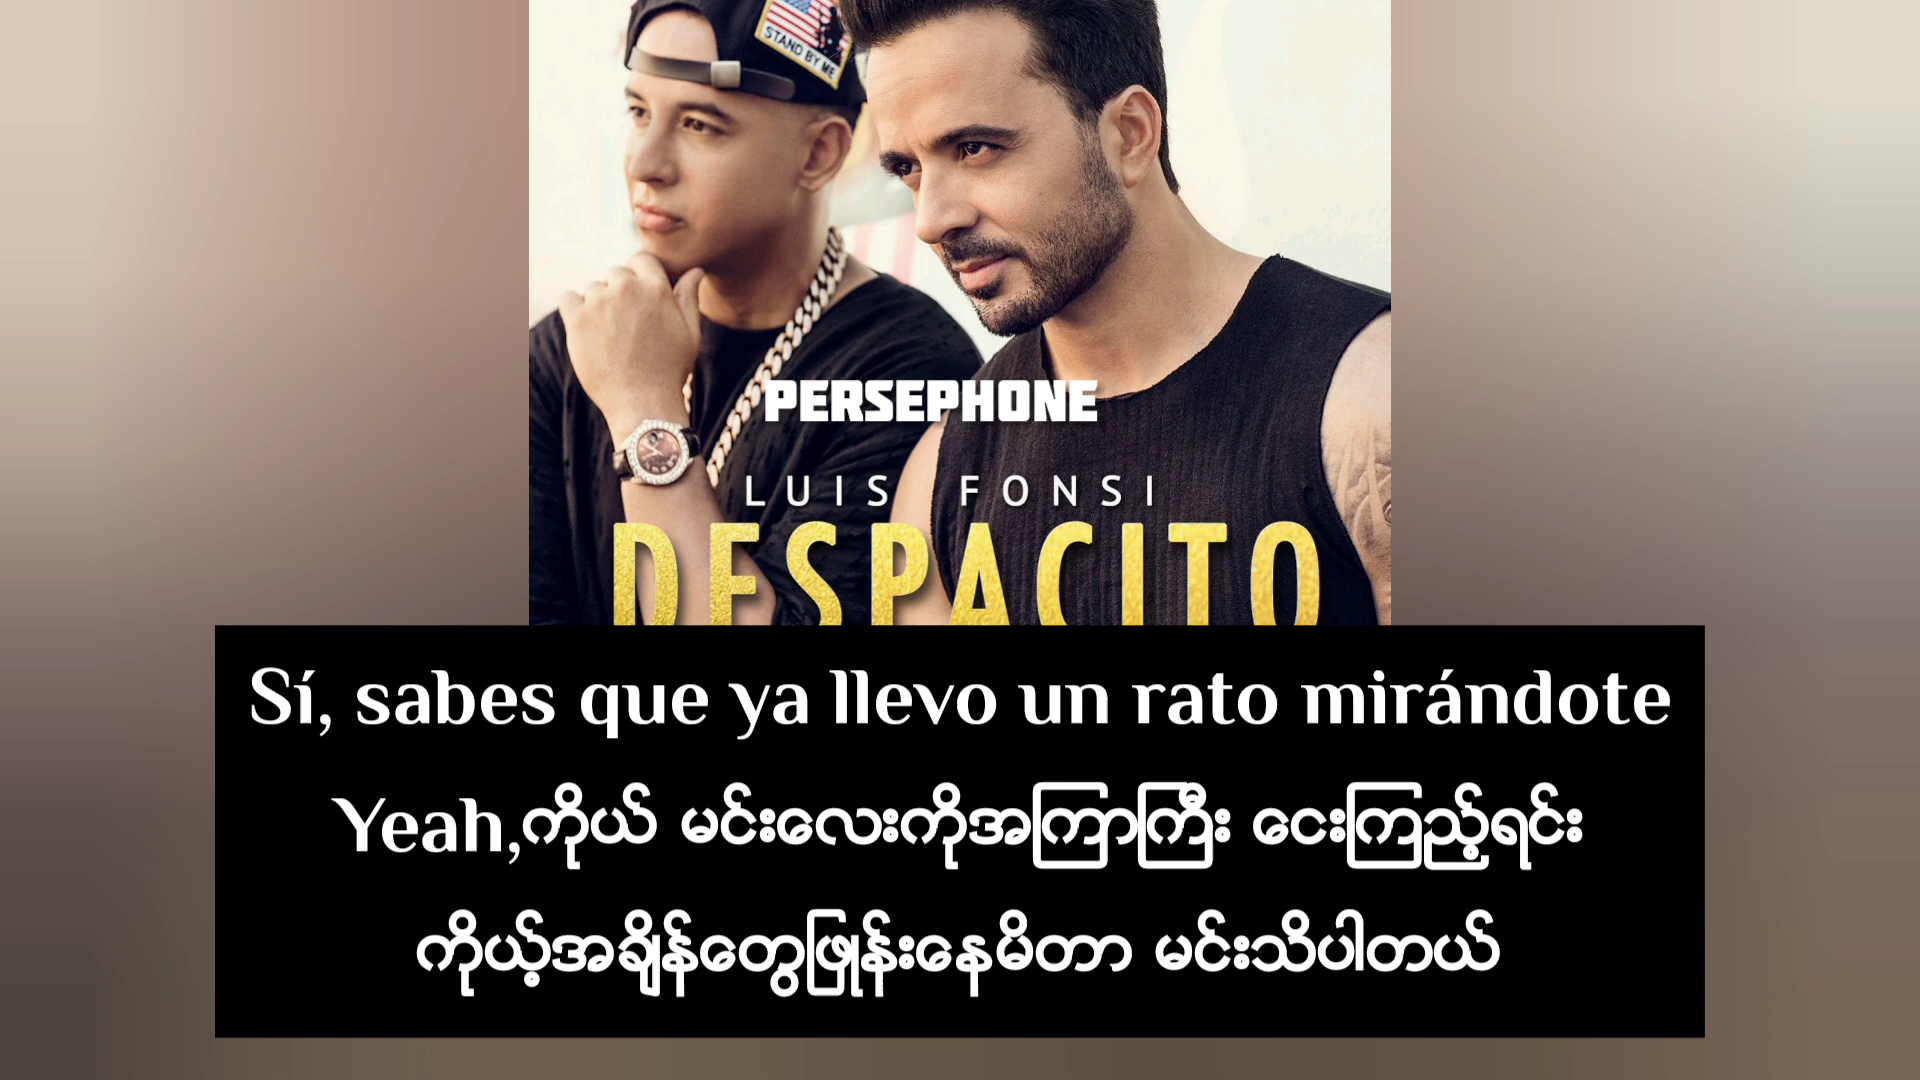 STAND BY ME
PERSEPHONE
LUIS FONSI
DESPACITO
Sí, sabes que ya llevo un rato mirándote
Yeah,ကိုယ် မင်းလေးကိုအကြာကြီး ငေးကြည့်ရင်း
ကိုယ့်အချိန်တွေဖြုန်းနေမိတာ မင်းသိပါတယ်